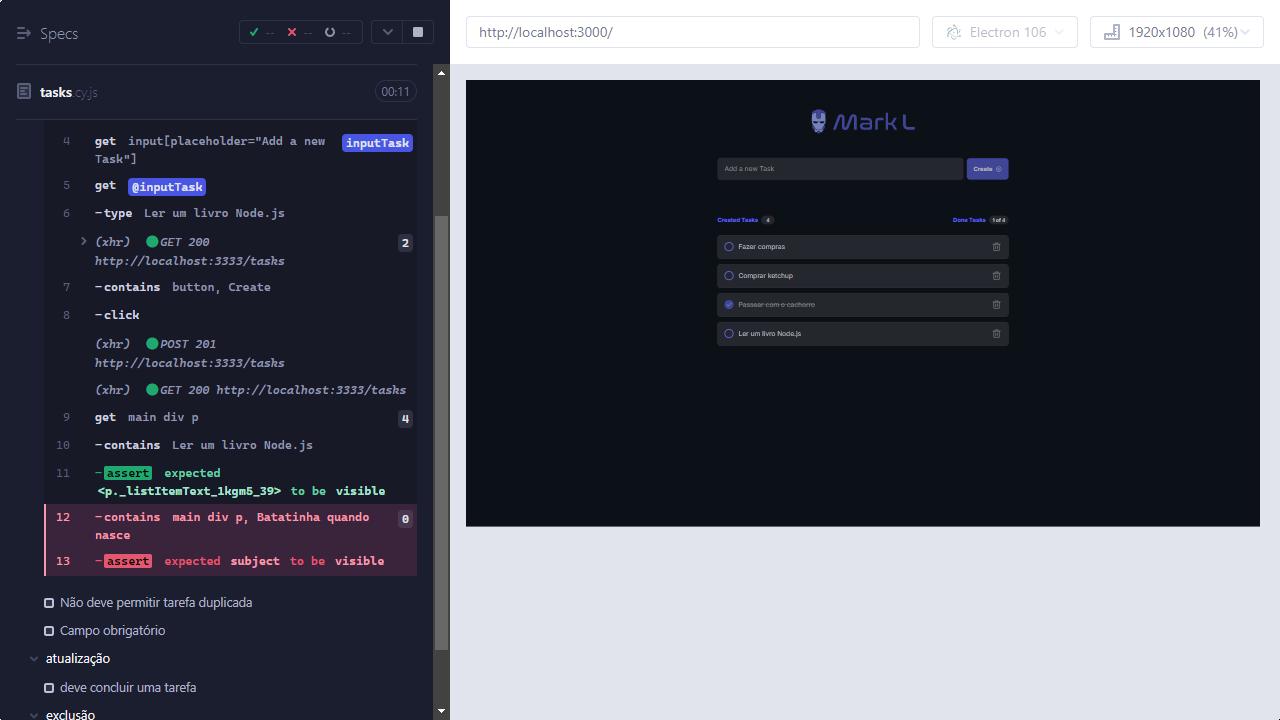 Specs
--
--
--
tasks.cy.js
00:11
4 get input[placeholder="Add a new Task"] inputTask
5 get @inputTask
6 -type Ler um livro Node.js
(xhr) GET 200 2
http://localhost:3333/tasks
7 -contains button, Create
8 -click
(xhr) POST 201
http://localhost:3333/tasks
(xhr) GET 200 http://localhost:3333/tasks
9 get main div p 4
10 -contains Ler um livro Node.js
11 -assert expected
<p._listItemText_1kgm5_39> to be visible
12 -contains main div p, Batatinha quando 0
nasce
13 -assert expected subject to be visible
Não deve permitir tarefa duplicada
Campo obrigatório
atualização
deve concluir uma tarefa
exclusão
http://localhost:3000/
Electron 106
1920x1080 (41%)
Mark L
Add a new Task
Create
Created Tasks 4
Done Tasks 1 of 4
Fazer compras
Comprar ketchup
Passear com o cachorro
Ler um livro Node.js